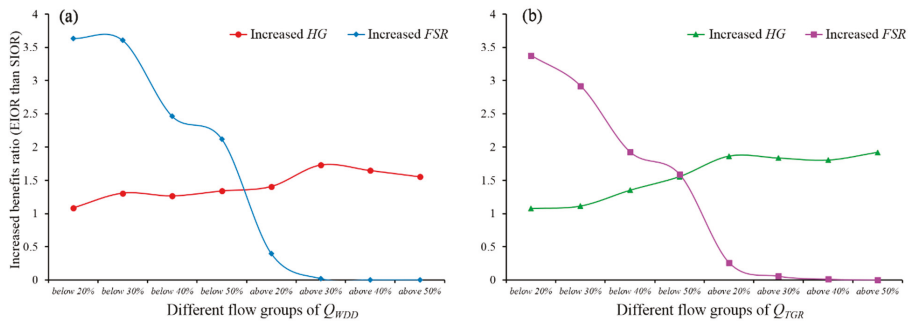 (a)
Increased HG
Increased FSR
Increased benefits ratio (EIOR than SIOR)
4
3.5
3
2.5
2
1.5
1
0.5
0
below 20% below 30% below 40% below 50% above 20% above 30% above 40% above 50%
Different flow groups of QWDD
(b)
Increased HG
Increased FSR
4
3.5
3
2.5
2
1.5
1
0.5
0
below 20% below 30% below 40% below 50% above 20% above 30% above 40% above 50%
Different flow groups of QTGR